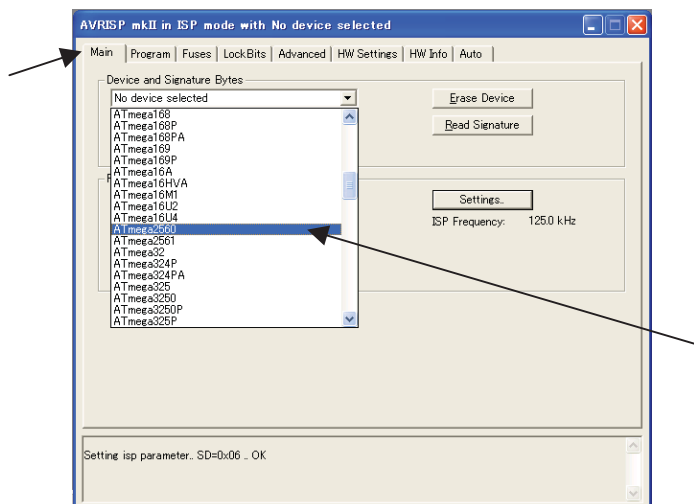 AVRISP mkII in ISP mode with No device selected
Main Program Fuses LockBits Advanced HW Settings HW Info Auto
Device and Signature Bytes
No device selected
Erase Device
Read Signature
ATmega168
ATmega168P
ATmega168PA
ATmega169
ATmega169P
ATmega16A
ATmega16HVA
ATmega16M1
ATmega16U2
ATmega16U4
ATmega2560
ATmega2561
ATmega32
ATmega324P
ATmega324PA
ATmega325
ATmega3250
ATmega3250P
ATmega325P
Settings..
ISP Frequency: 125.0 kHz
Setting isp parameter.. SD=0x06 .. OK